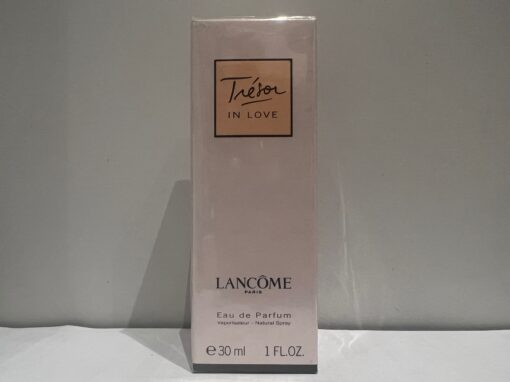 Trésor
IN LOVE
LANCÔME
PARIS
Eau de Parfum
Vaporisateur - Natural Spray
℮30 ml 1 FL.OZ.